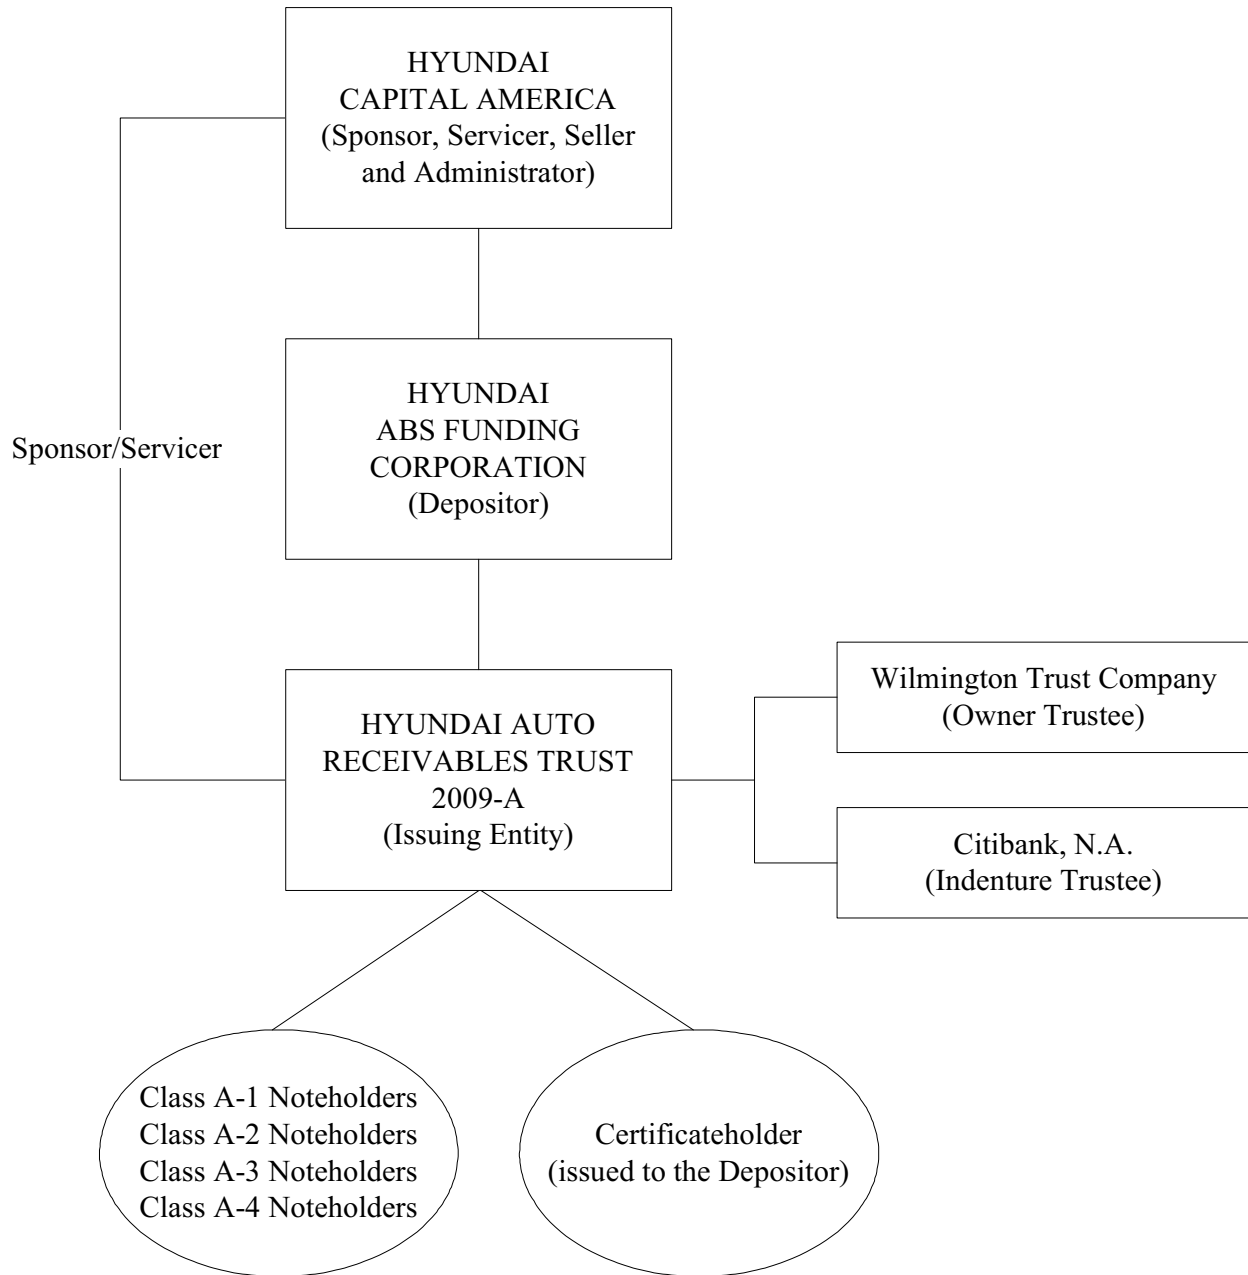 HYUNDAI
CAPITAL AMERICA
(Sponsor, Servicer, Seller
and Administrator)
Sponsor/Servicer
HYUNDAI
ABS FUNDING
CORPORATION
(Depositor)
HYUNDAI AUTO
RECEIVABLES TRUST
2009-A
(Issuing Entity)
Wilmington Trust Company
(Owner Trustee)
Citibank, N.A.
(Indenture Trustee)
Class A-1 Noteholders
Class A-2 Noteholders
Class A-3 Noteholders
Class A-4 Noteholders
Certificateholder
(issued to the Depositor)